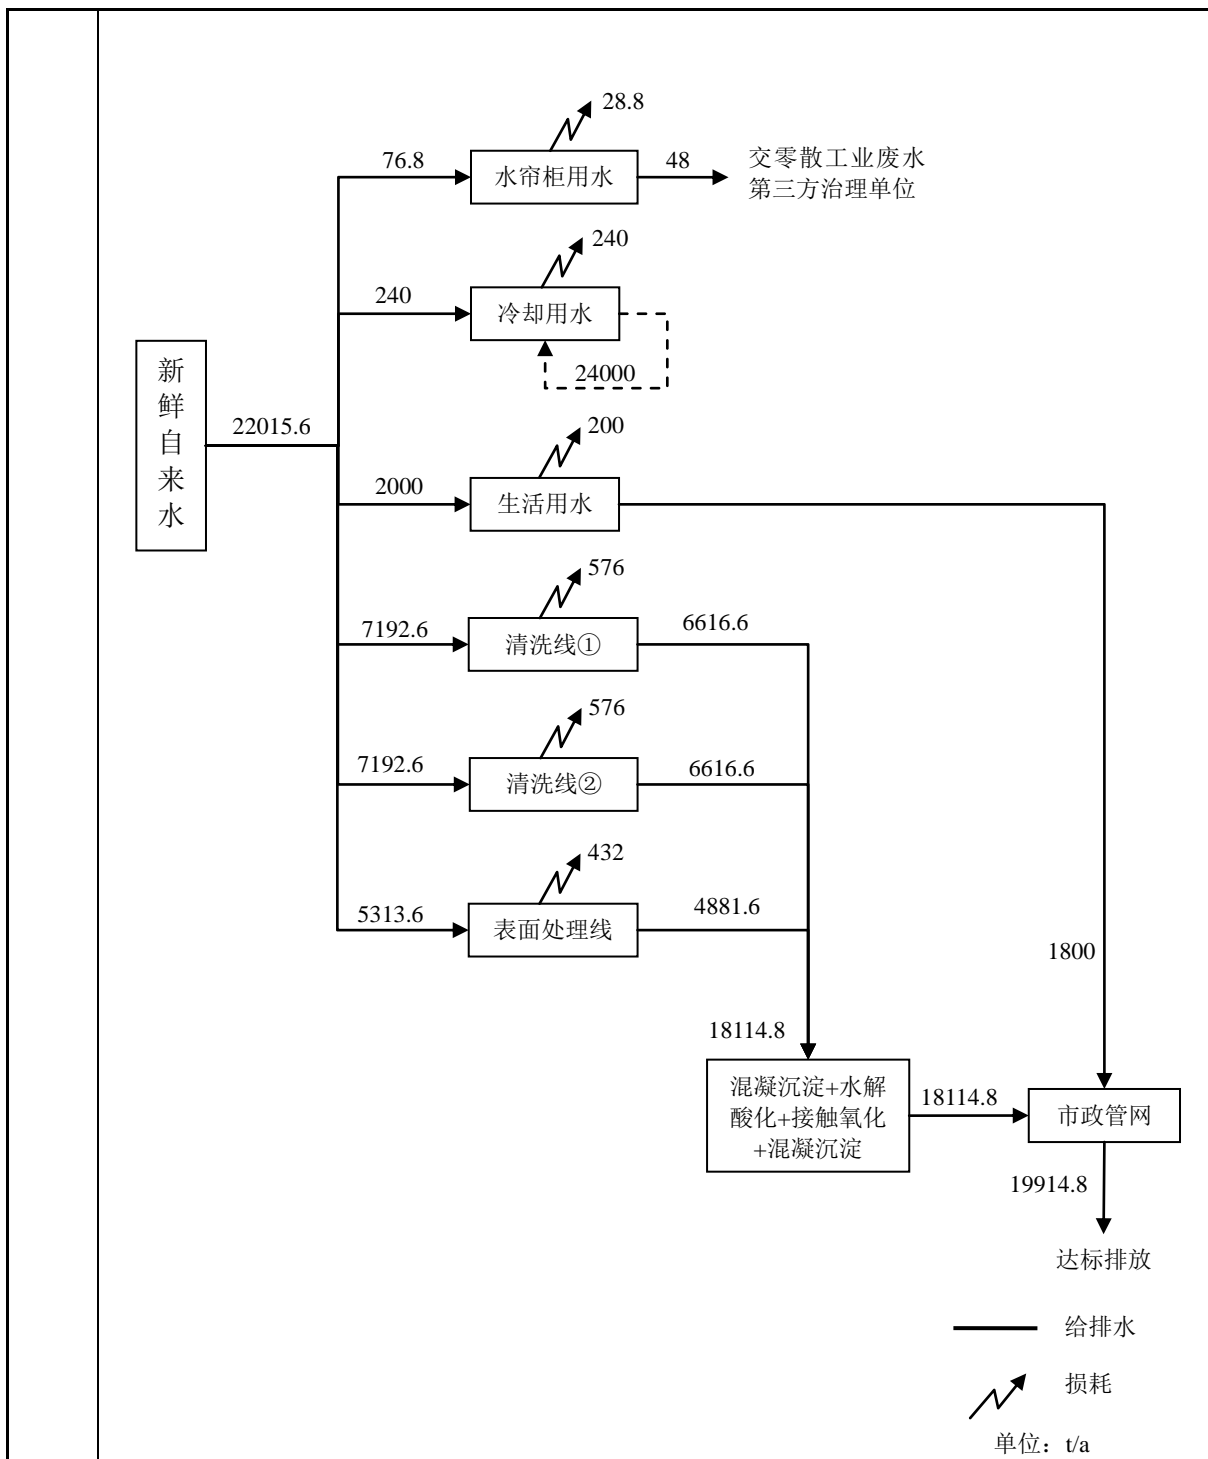 28.8
76.8
水帘柜用水
48
交零散工业废水
第三方治理单位
240
240
冷却用水
24000
新
鲜
自
来
水
22015.6
200
2000
生活用水
576
7192.6
清洗线①
6616.6
576
7192.6
清洗线②
6616.6
432
5313.6
表面处理线
4881.6
1800
18114.8
混凝沉淀+水解
酸化+接触氧化
+混凝沉淀
18114.8
市政管网
19914.8
达标排放
给排水
损耗
单位：t/a